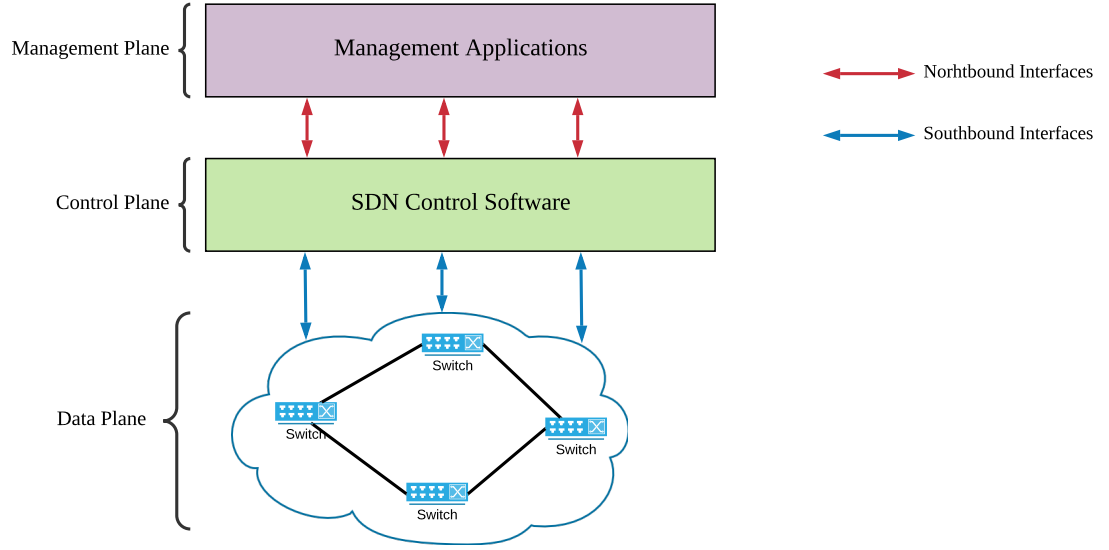 Management Plane
Management Applications
Norhtbound Interfaces
Southbound Interfaces
Control Plane
SDN Control Software
Data Plane
Switch
Switch
Switch
Switch